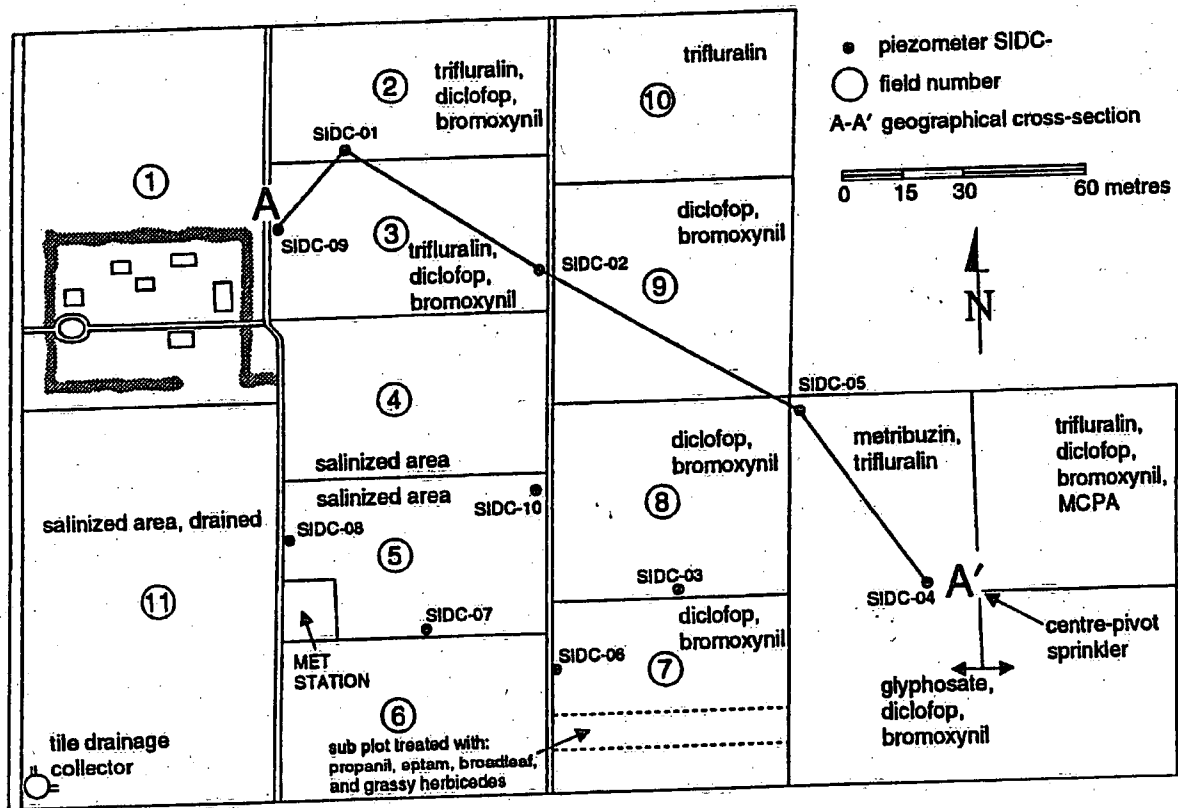 piezometer SIDC-
field number
A-A' geographical cross-section
0 15 30 60 metres
N
1
2
trifluralin,
diclofop,
bromoxynil
SIDC-01
10
trifluralin
A
SIDC-09
3
trifluralin,
diclofop,
bromoxynil
SIDC-02
diclofop,
bromoxynil
9
SIDC-05
4
salinized area
salinized area
SIDC-10
SIDC-08
5
diclofop,
bromoxynil
8
metribuzin,
trifluralin
trifluralin,
diclofop,
bromoxynil,
MCPA
salinized area, drained
11
SIDC-03
SIDC-04
A'
centre-pivot
sprinkler
MET
STATION
SIDC-07
diclofop,
bromoxynil
SIDC-06
7
glyphosate,
diclofop,
bromoxynil
6
sub plot treated with:
propanil, eptam, broadleaf,
and grassy herbicedes
tile drainage
collector